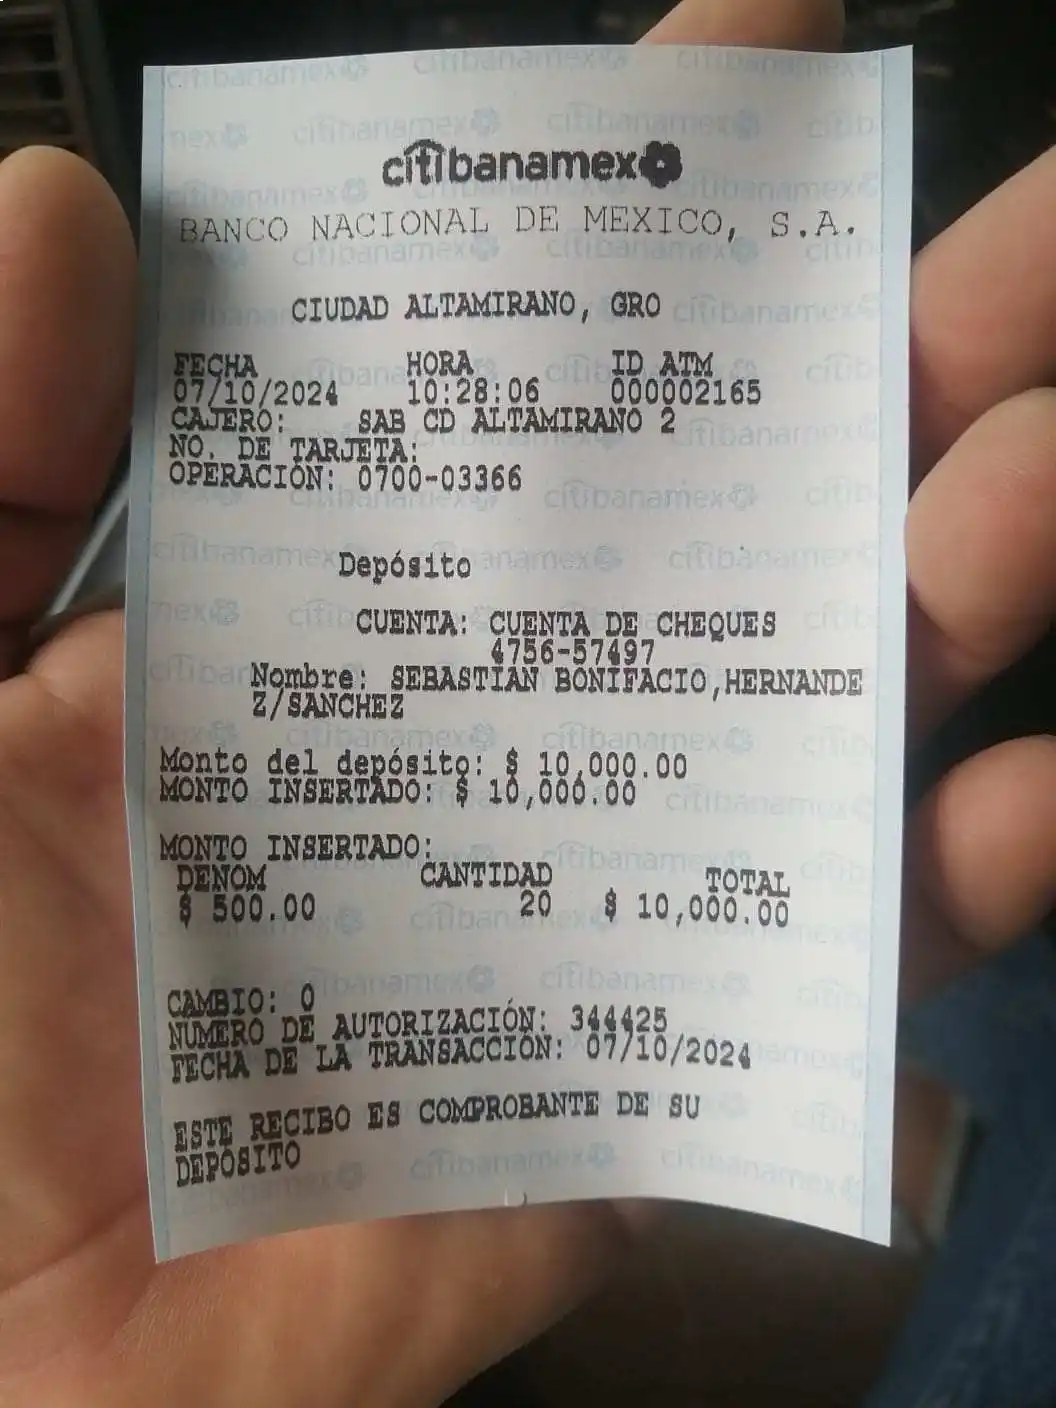 citibanamex
BANCO NACIONAL DE MEXICO, S.A.
CIUDAD ALTAMIRANO, GRO
FECHA HORA ID ATM
07/10/2024 10:28:06 000002165
CAJERO: SAB CD ALTAMIRANO 2
NO. DE TARJETA:
OPERACIÓN: 0700-03366
Depósito
CUENTA: CUENTA DE CHEQUES
4756-57497
Nombre: SEBASTIAN BONIFACIO,HERNANDE
Z/SANCHEZ
Monto del depósito: $ 10,000.00
MONTO INSERTADO: $ 10,000.00
MONTO INSERTADO:
DENOM CANTIDAD TOTAL
$ 500.00 20 $ 10,000.00
CAMBIO: 0
NUMERO DE AUTORIZACIÓN: 344425
FECHA DE LA TRANSACCIÓN: 07/10/2024
ESTE RECIBO ES COMPROBANTE DE SU
DEPÓSITO